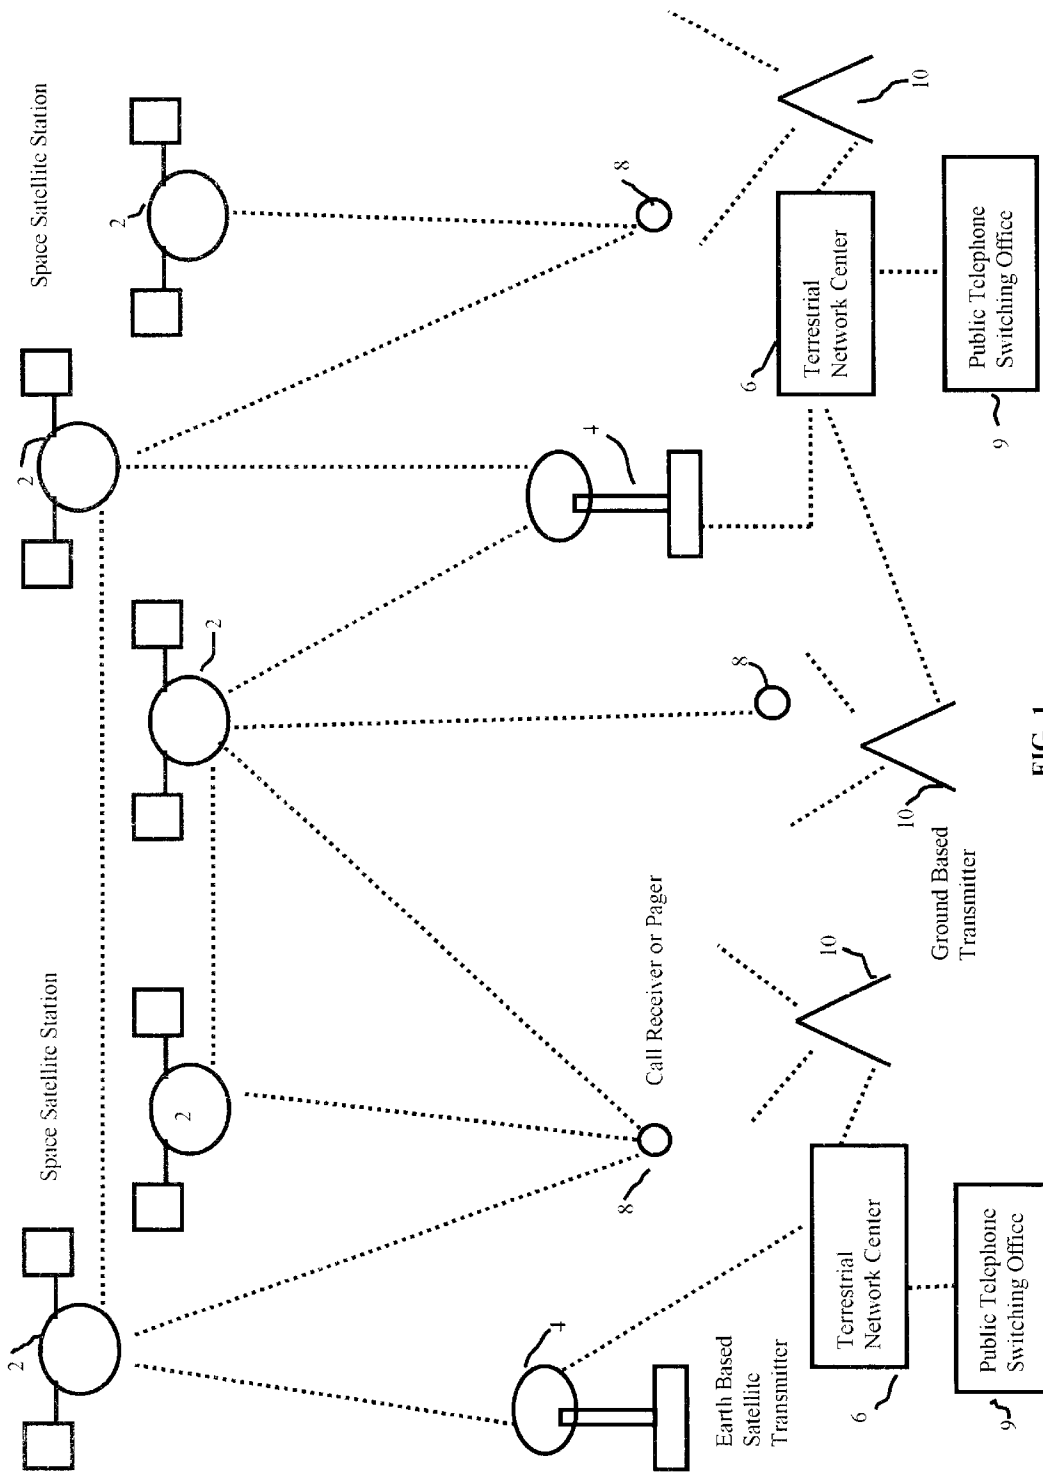 2
2
Space Satellite Station
Space Satellite Station
2
2
2
4
4
8
Call Receiver or Pager
8
8
Earth Based
Satellite
Transmitter
10
6
Terrestrial
Network Center
10
Terrestrial
Network Center
6
10
Ground Based
Transmitter
Public Telephone
Switching Office
9
Public Telephone
Switching Office
9
FIG. 1